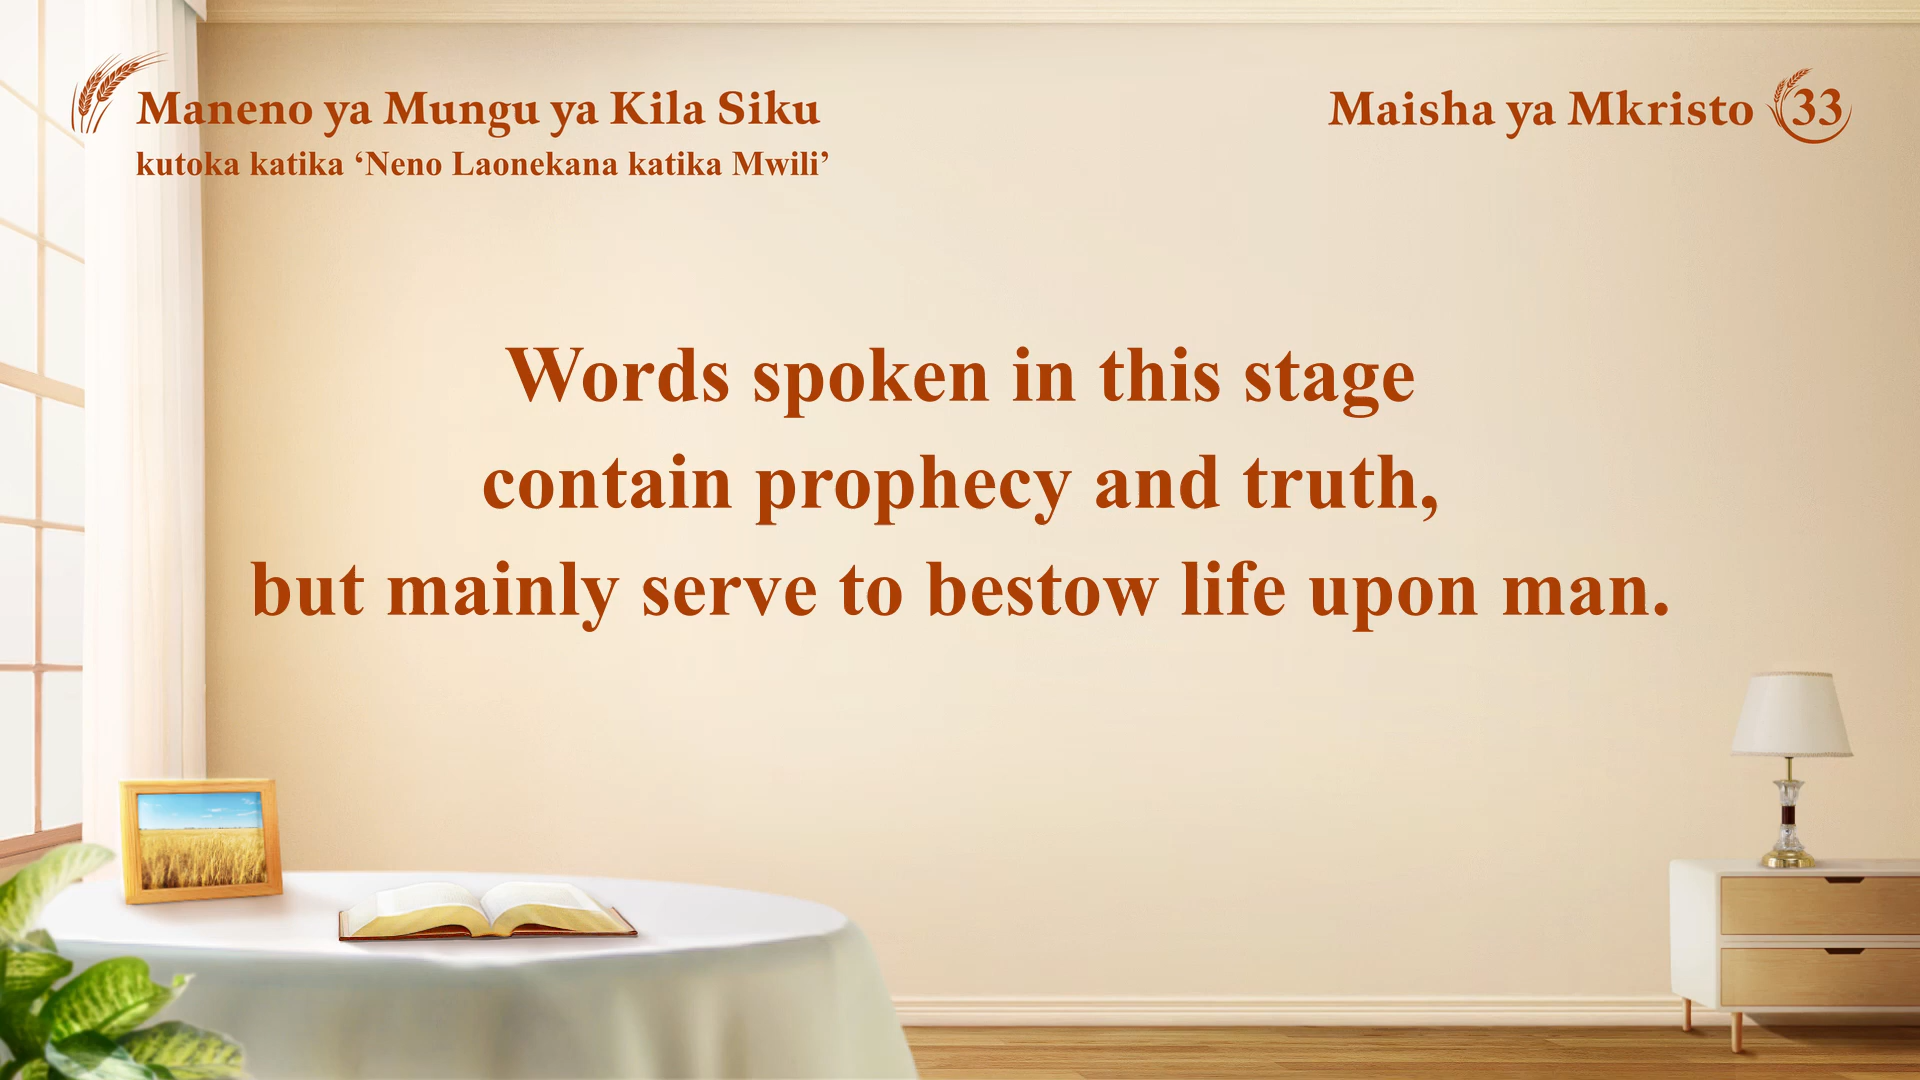 Maneno ya Mungu ya Kila Siku
kutoka katika ‘Neno Laonekana katika Mwili’
Maisha ya Mkristo 33
Words spoken in this stage
contain prophecy and truth,
but mainly serve to bestow life upon man.